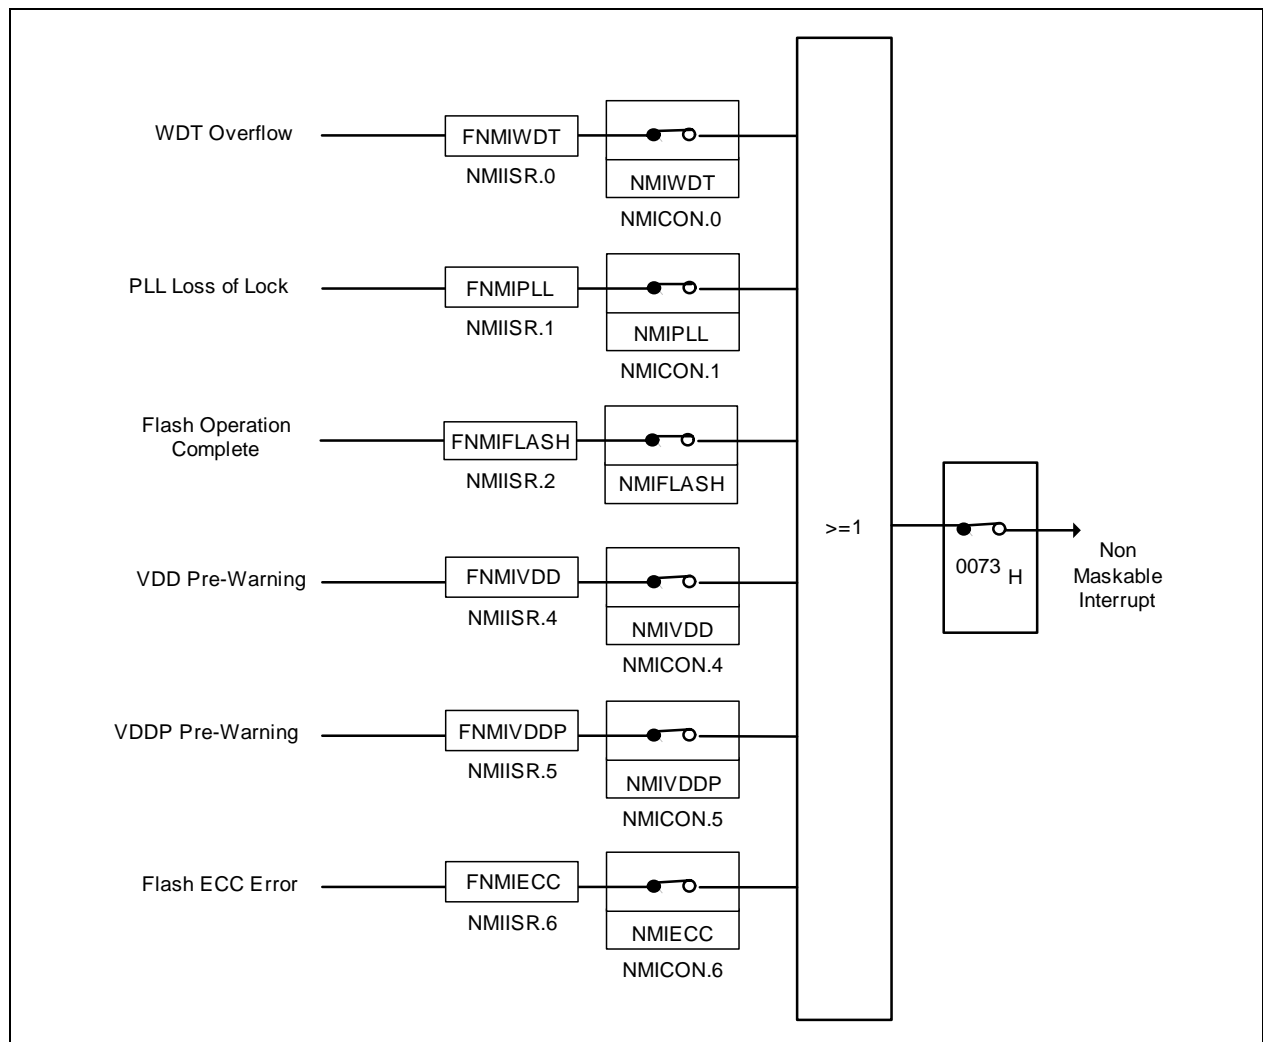 WDT Overflow
FNMIWDT
NMIISR.0
NMIWDT
NMICON.0
PLL Loss of Lock
FNMIPLL
NMIISR.1
NMIPLL
NMICON.1
Flash Operation
Complete
FNMIFLASH
NMIISR.2
NMIFLASH
VDD Pre-Warning
FNMIVDD
NMIISR.4
NMIVDD
NMICON.4
VDDP Pre-Warning
FNMIVDDP
NMIISR.5
NMIVDDP
NMICON.5
Flash ECC Error
FNMIECC
NMIISR.6
NMIECC
NMICON.6
>=1
0073 H
Non
Maskable
Interrupt